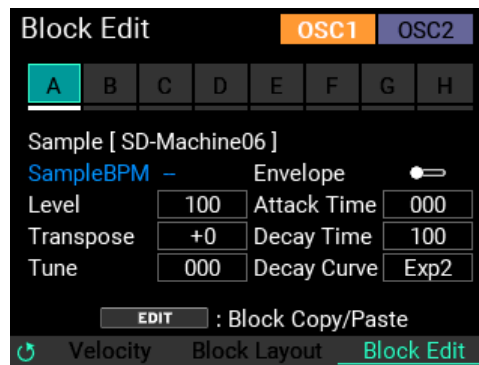 Block Edit OSC1 OSC2
A B C D E F G H
Sample [ SD-Machine06 ]
SampleBPM – Envelope
Level 100 Attack Time 000
Transpose +0 Decay Time 100
Tune 000 Decay Curve Exp2
EDIT : Block Copy/Paste
Velocity Block Layout Block Edit